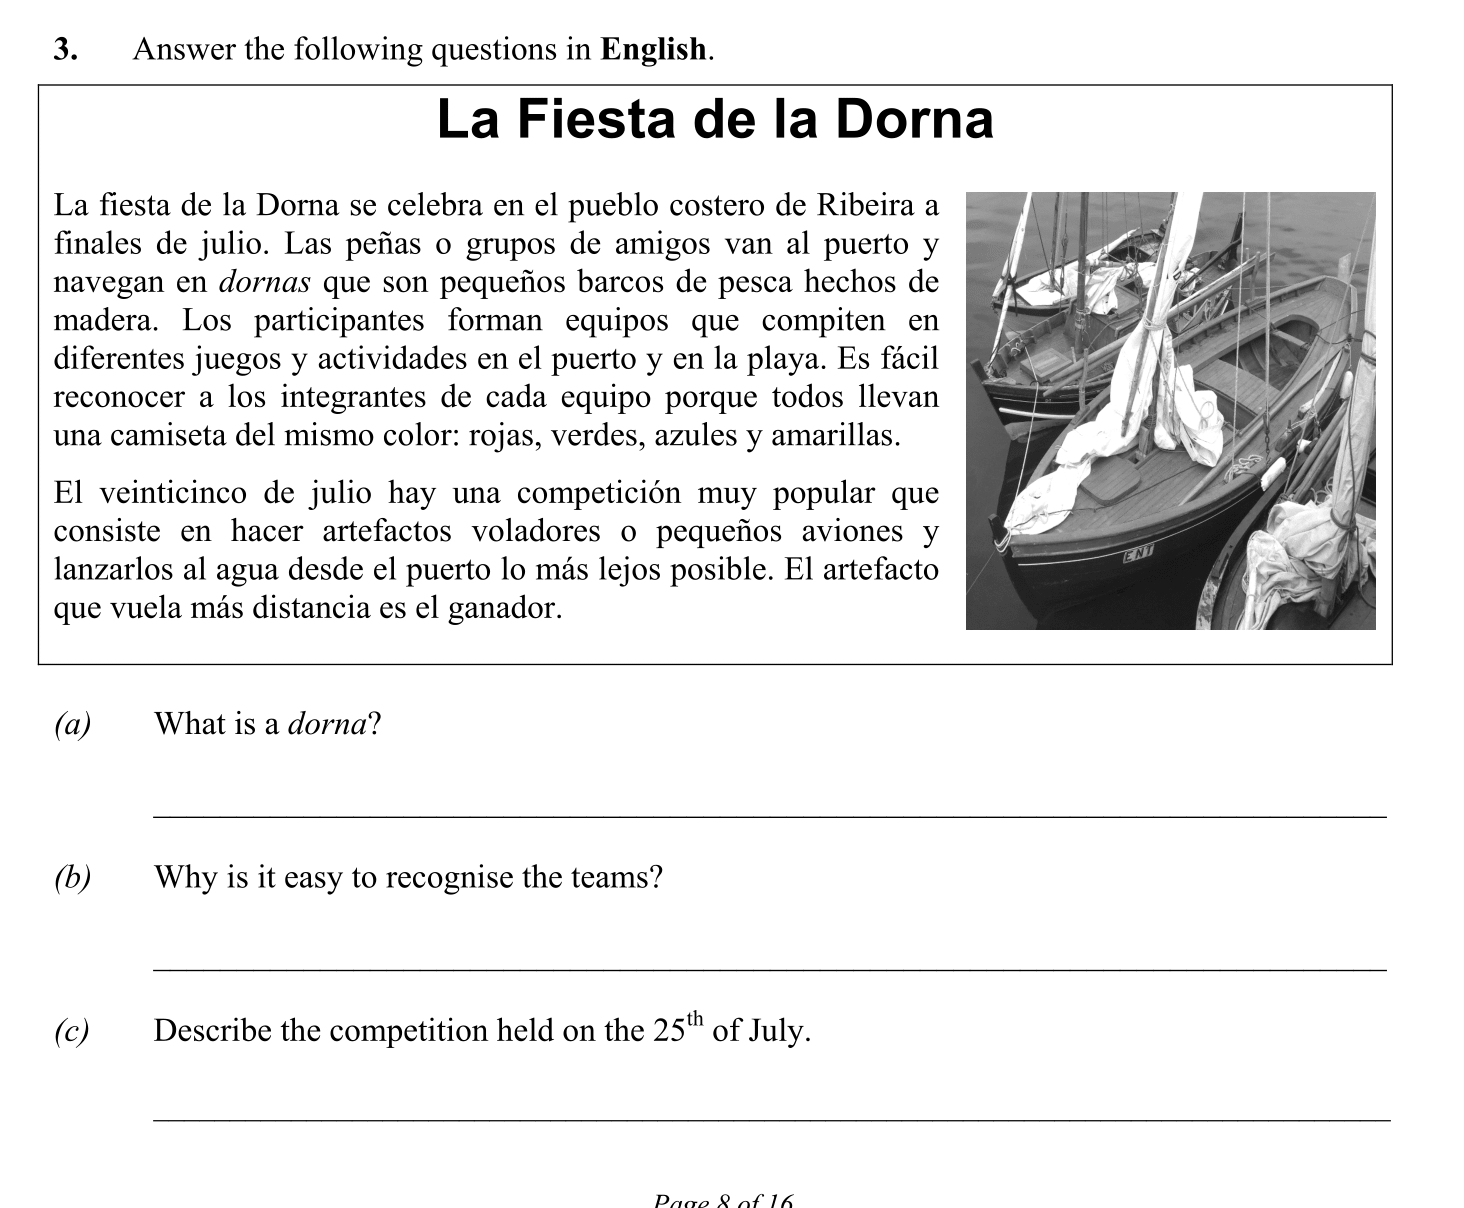 3. Answer the following questions in English.
La Fiesta de la Dorna
La fiesta de la Dorna se celebra en el pueblo costero de Ribeira a
finales de julio. Las peñas o grupos de amigos van al puerto y
navegan en dornas que son pequeños barcos de pesca hechos de
madera. Los participantes forman equipos que compiten en
diferentes juegos y actividades en el puerto y en la playa. Es fácil
reconocer a los integrantes de cada equipo porque todos llevan
una camiseta del mismo color: rojas, verdes, azules y amarillas.
El veinticinco de julio hay una competición muy popular que
consiste en hacer artefactos voladores o pequeños aviones y
lanzarlos al agua desde el puerto lo más lejos posible. El artefacto
que vuela más distancia es el ganador.
ENT
(a) What is a dorna?
(b) Why is it easy to recognise the teams?
(c) Describe the competition held on the 25th of July.
Page 8 of 16